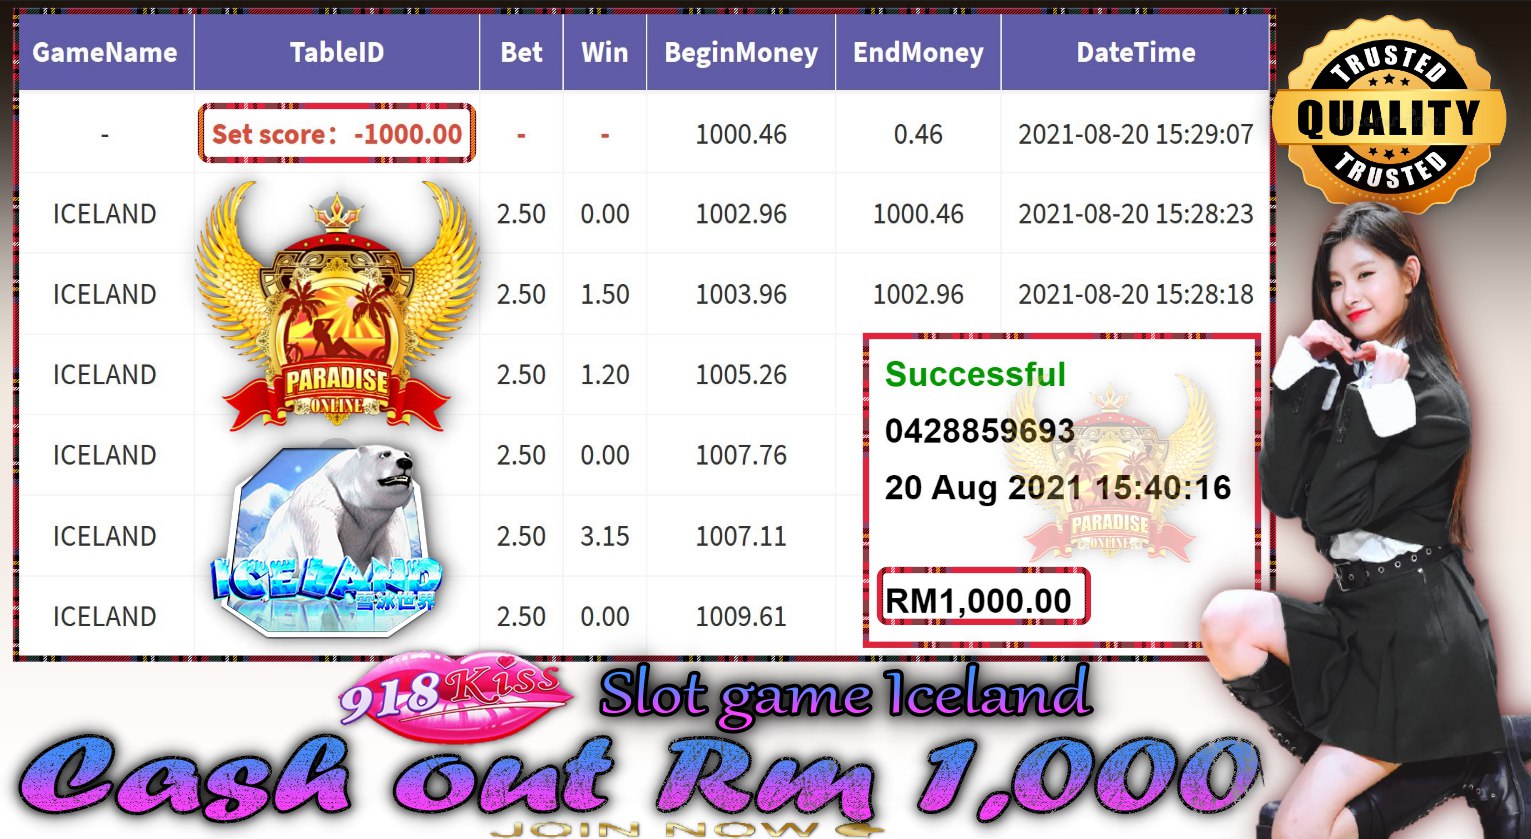 GameName TableID Bet Win BeginMoney EndMoney DateTime
- Set score：-1000.00 - - 1000.46 0.46 2021-08-20 15:29:07
ICELAND 2.50 0.00 1002.96 1000.46 2021-08-20 15:28:23
ICELAND 2.50 1.50 1003.96 1002.96 2021-08-20 15:28:18
ICELAND 2.50 1.20 1005.26
ICELAND 2.50 0.00 1007.76
ICELAND 2.50 3.15 1007.11
ICELAND 2.50 0.00 1009.61
PARADISE
ONLINE
ICELAND
雪冰世界
Successful
0428859693
20 Aug 2021 15:40:16
PARADISE
ONLINE
RM1,000.00
TRUSTED
QUALITY
TRUSTED
918Kiss
Slot game Iceland
Cash out Rm 1,000
JOIN NOW